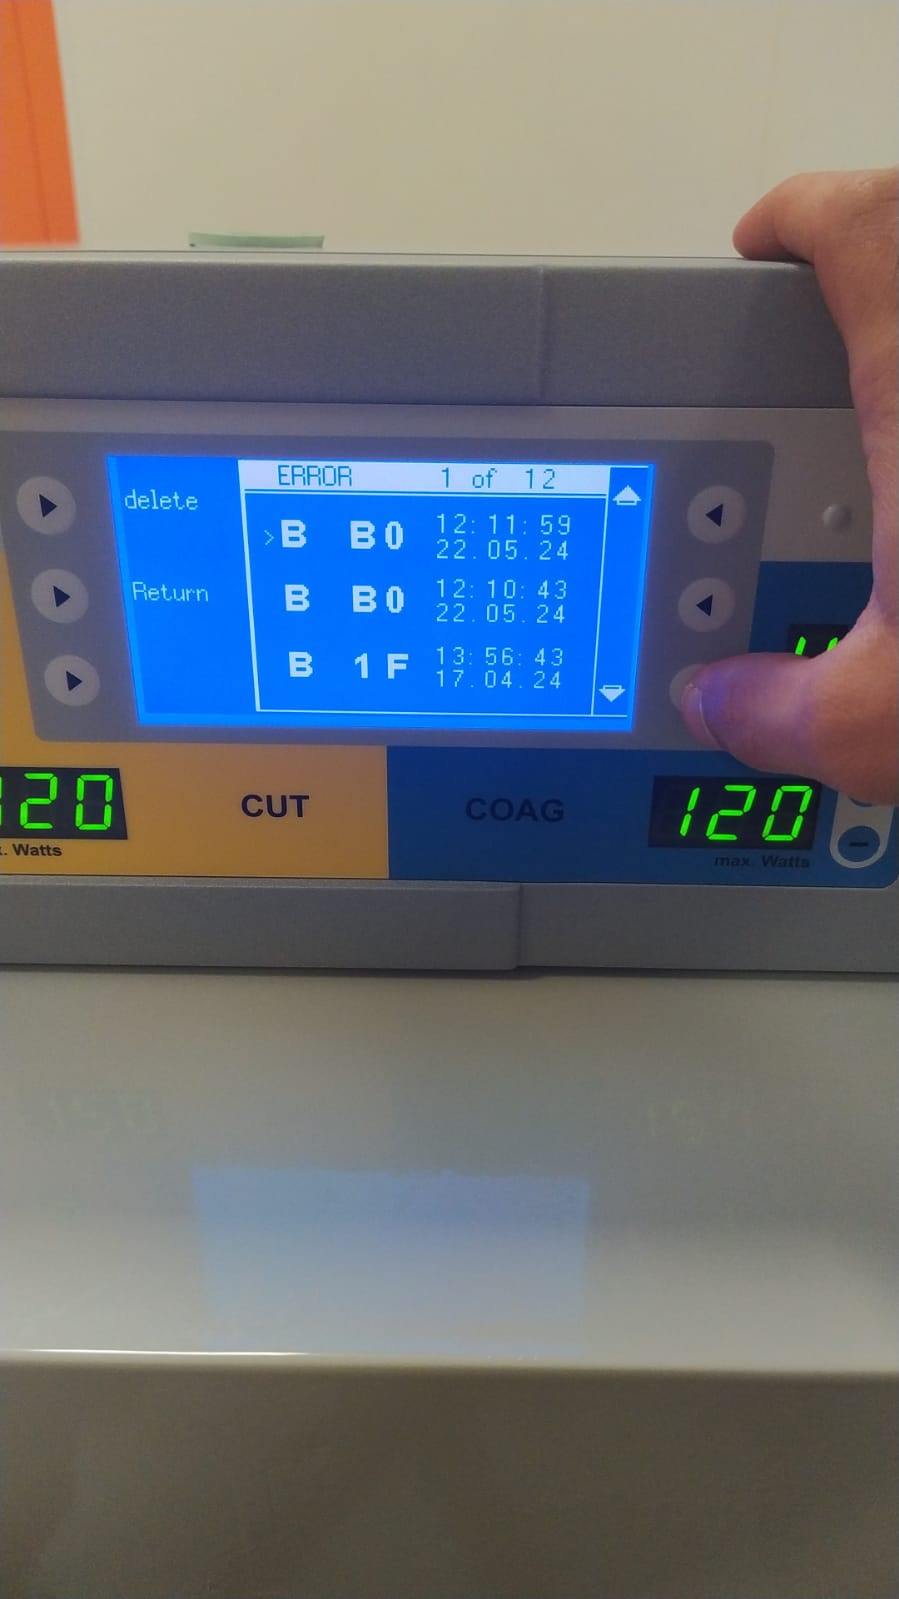 ERROR 1 of 12
delete
>B B0 12:11:59
22.05.24
Return
B B0 12:10:43
22.05.24
B 1F 13:56:43
17.04.24
120
CUT
COAG
120
. Watts
max. Watts
-